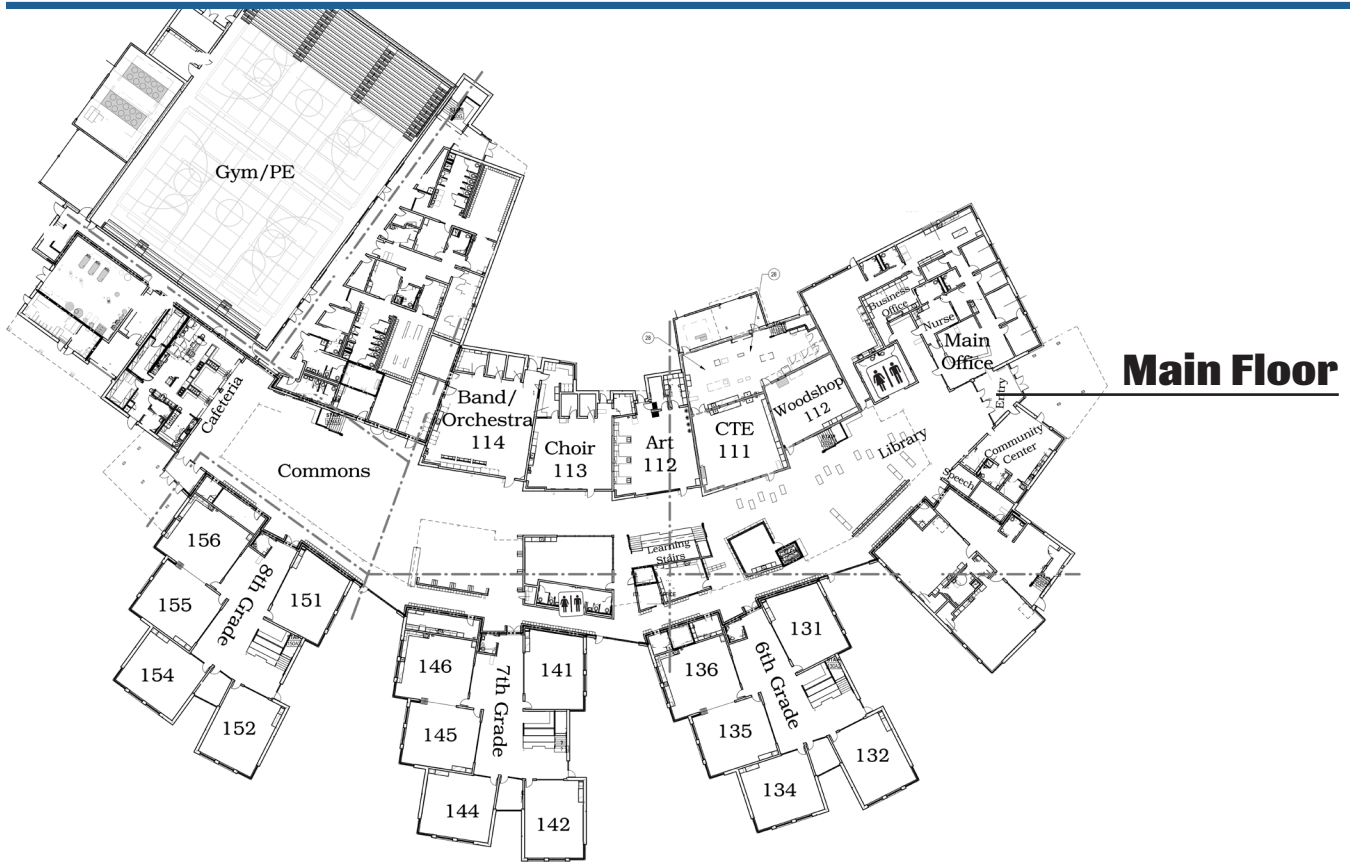 Gym/PE
28
28
Business
Office
Nurse
Main
Office
Main Floor
Entry
Cafeteria
Band/
Orchestra
114
Choir
113
Art
112
CTE
111
Woodshop
112
Library
Community
Center
Speech
Commons
Learning
Stairs
156
155
154
152
151
8th Grade
146
145
144
142
141
7th Grade
136
135
134
132
131
6th Grade